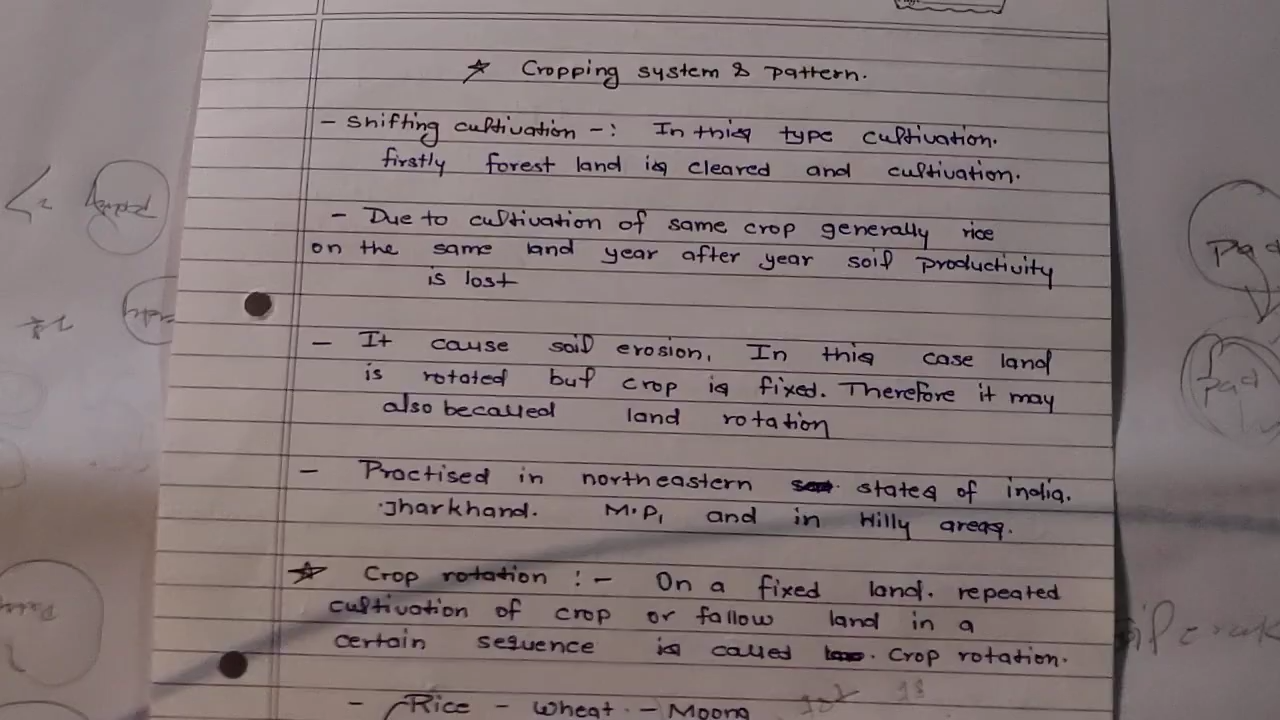 ★ Cropping system & pattern.
- Shifting cultivation -: In this type cultivation.
firstly forest land is cleared and cultivation.
- Due to cultivation of same crop generally rice
on the same land year after year soil productivity
is lost
- It cause soil erosion, In this case land
is rotated but crop is fixed. Therefore it may
also becalled land rotation
- Practised in northeastern states of india.
Jharkhand. M.P, and in Hilly areas.
★ Crop rotation :- On a fixed land. repeated
cultivation of crop or fallow land in a
certain sequence is called Crop rotation.
- Rice - Wheat - Moong